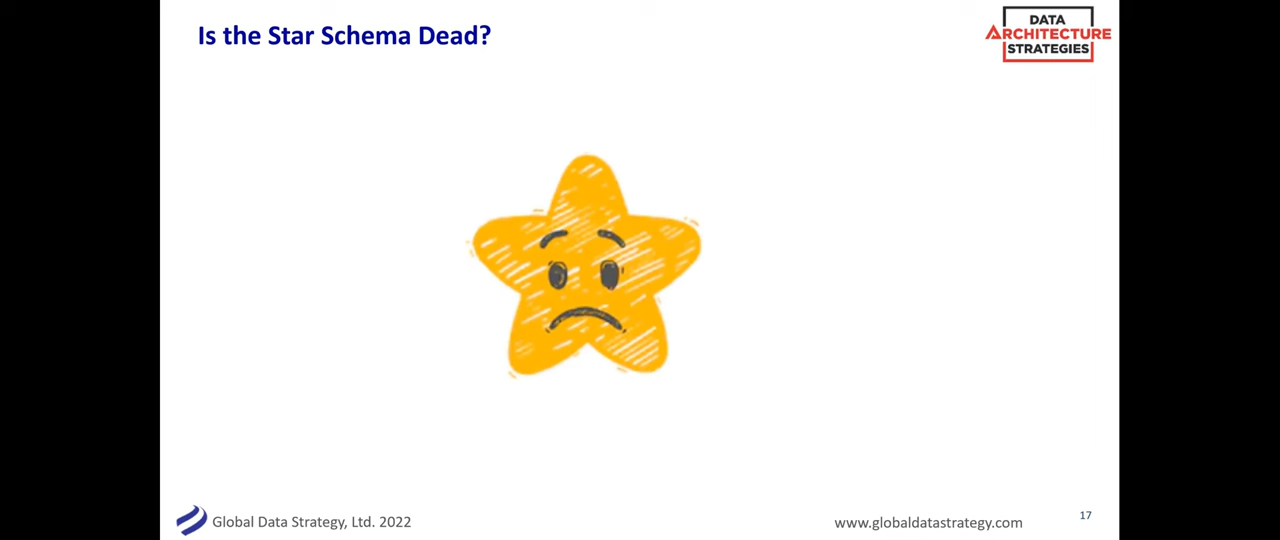 Is the Star Schema Dead?
DATA
ARCHITECTURE
STRATEGIES
Global Data Strategy, Ltd. 2022
www.globaldatastrategy.com
17